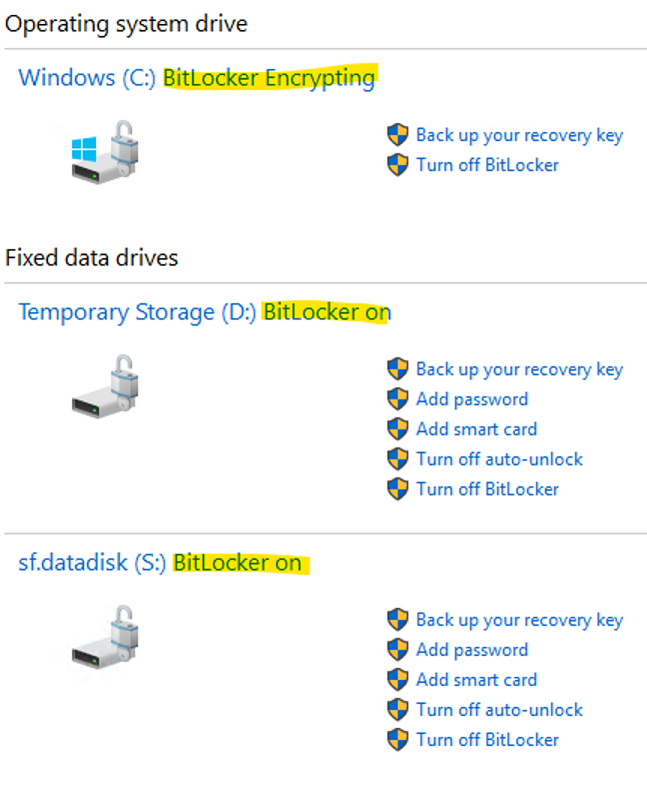 Operating system drive
Windows (C:) BitLocker Encrypting
Back up your recovery key
Turn off BitLocker
Fixed data drives
Temporary Storage (D:) BitLocker on
Back up your recovery key
Add password
Add smart card
Turn off auto-unlock
Turn off BitLocker
sf.datadisk (S:) BitLocker on
Back up your recovery key
Add password
Add smart card
Turn off auto-unlock
Turn off BitLocker